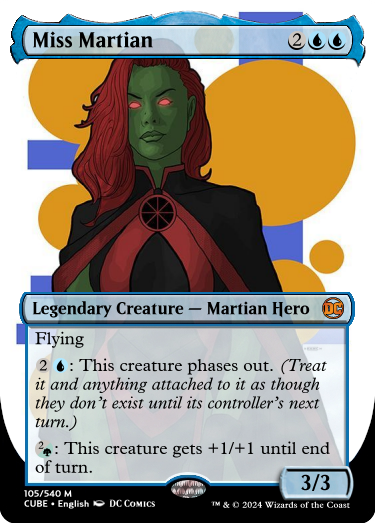 Miss Martian 2
Legendary Creature — Martian Hero DC
Flying
2 : This creature phases out. (Treat
it and anything attached to it as though
they don't exist until its controller's next
turn.)
2 : This creature gets +1/+1 until end
of turn.
3/3
105/540 M
CUBE • English DC COMICS ™ & © 2024 Wizards of the Coast